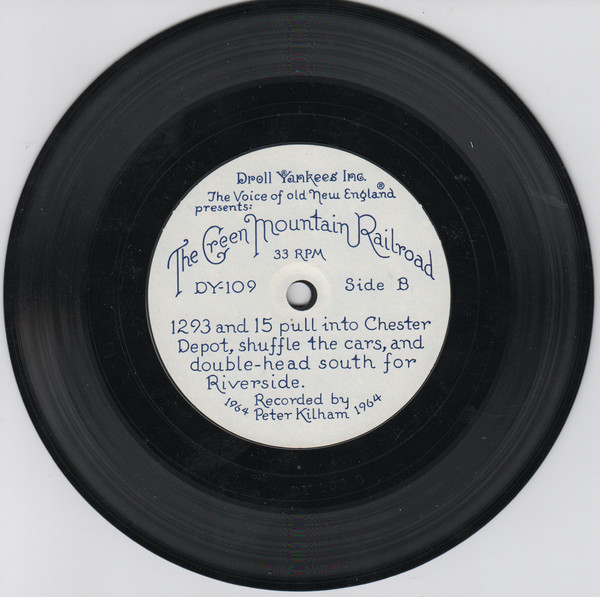 Droll Yankees Inc.
The Voice of old New England®
presents:
The Green Mountain Railroad
33 RPM
DY-109 Side B
1293 and 15 pull into Chester
Depot, shuffle the cars, and
double-head south for
Riverside.
1964 Recorded by 1964
Peter Kilham